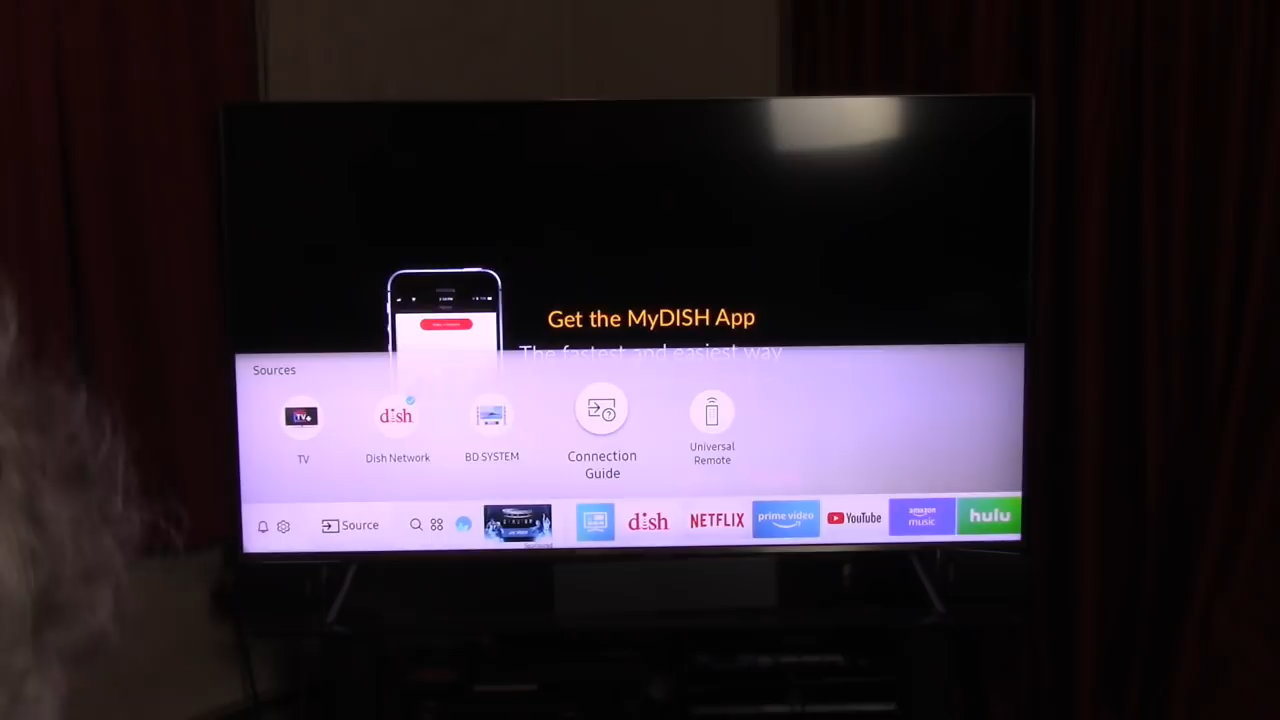 Get the MyDISH App
The fastest and easiest way
Sources
TV
dish
TV
Dish Network
BD SYSTEM
Connection
Guide
Universal
Remote
Source
dish
NETFLIX
prime video
YouTube
amazon
music
hulu